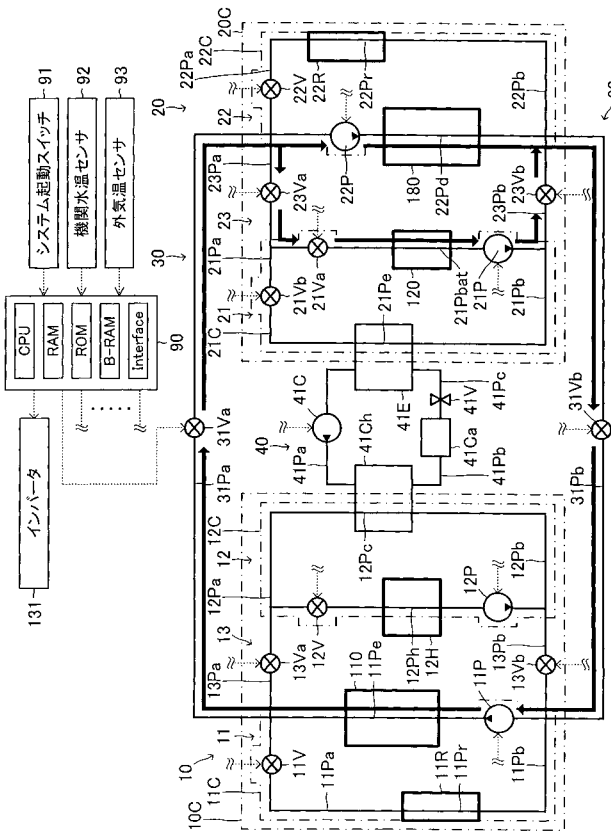 131
インバータ
CPU
RAM
ROM
B-RAM
Interface
90
システム起動スイッチ
91
機関水温センサ
92
外気温センサ
93
10
10C
11
11C
11V
11Pa
11R
11Pr
11Pb
11P
110
11Pe
13
13Pa
13Va
13Pb
13Vb
12
12C
12Pa
12V
12Ph
12H
12P
12Pb
12Pc
30
31Pa
31Va
31Pb
31Vb
40
41C
41Pa
41Ch
41E
41Pc
41V
41Ca
41Pb
20
20C
21
21C
21Pa
21Vb
21Va
21Pe
120
21Pbat
21P
21Pb
23
23Pa
23Va
23Pb
23Vb
22
22C
22Pa
22V
22R
22Pr
22P
180
22Pd
22Pb